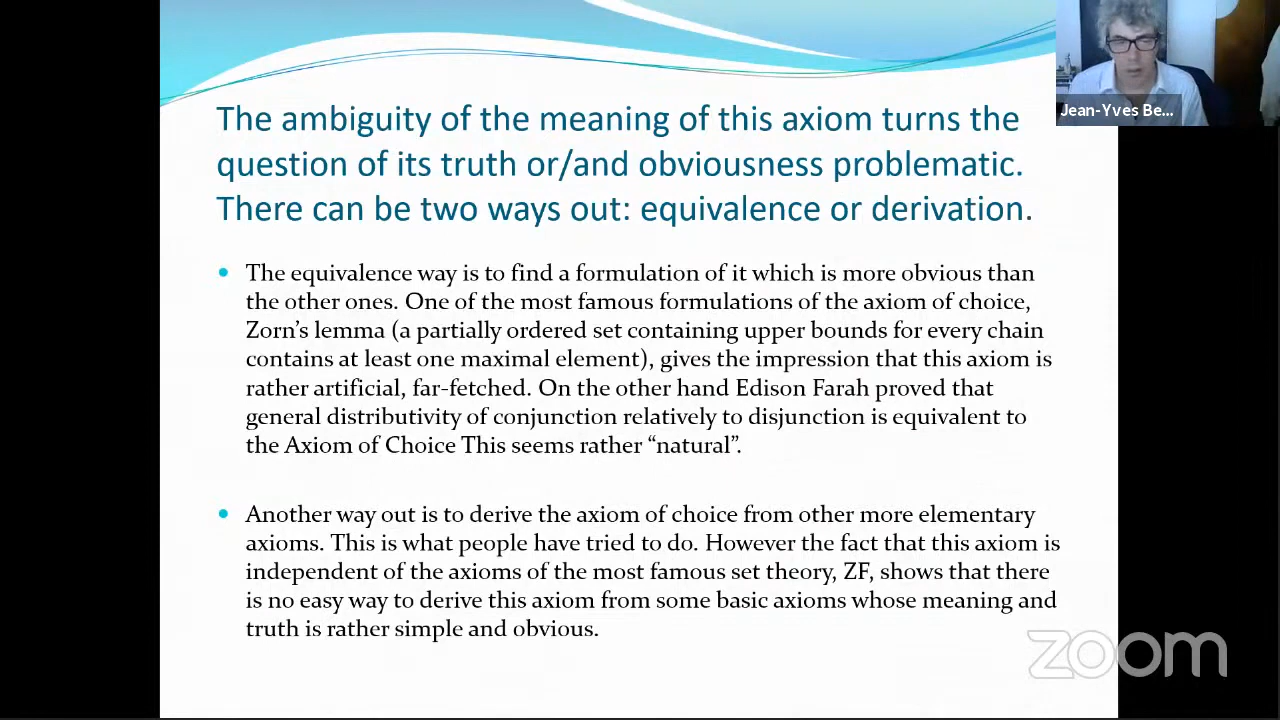 The ambiguity of the meaning of this axiom turns the
question of its truth or/and obviousness problematic.
There can be two ways out: equivalence or derivation.
The equivalence way is to find a formulation of it which is more obvious than
the other ones. One of the most famous formulations of the axiom of choice,
Zorn's lemma (a partially ordered set containing upper bounds for every chain
contains at least one maximal element), gives the impression that this axiom is
rather artificial, far-fetched. On the other hand Edison Farah proved that
general distributivity of conjunction relatively to disjunction is equivalent to
the Axiom of Choice This seems rather “natural”.
Another way out is to derive the axiom of choice from other more elementary
axioms. This is what people have tried to do. However the fact that this axiom is
independent of the axioms of the most famous set theory, ZF, shows that there
is no easy way to derive this axiom from some basic axioms whose meaning and
truth is rather simple and obvious.
Jean-Yves Be...
zoom